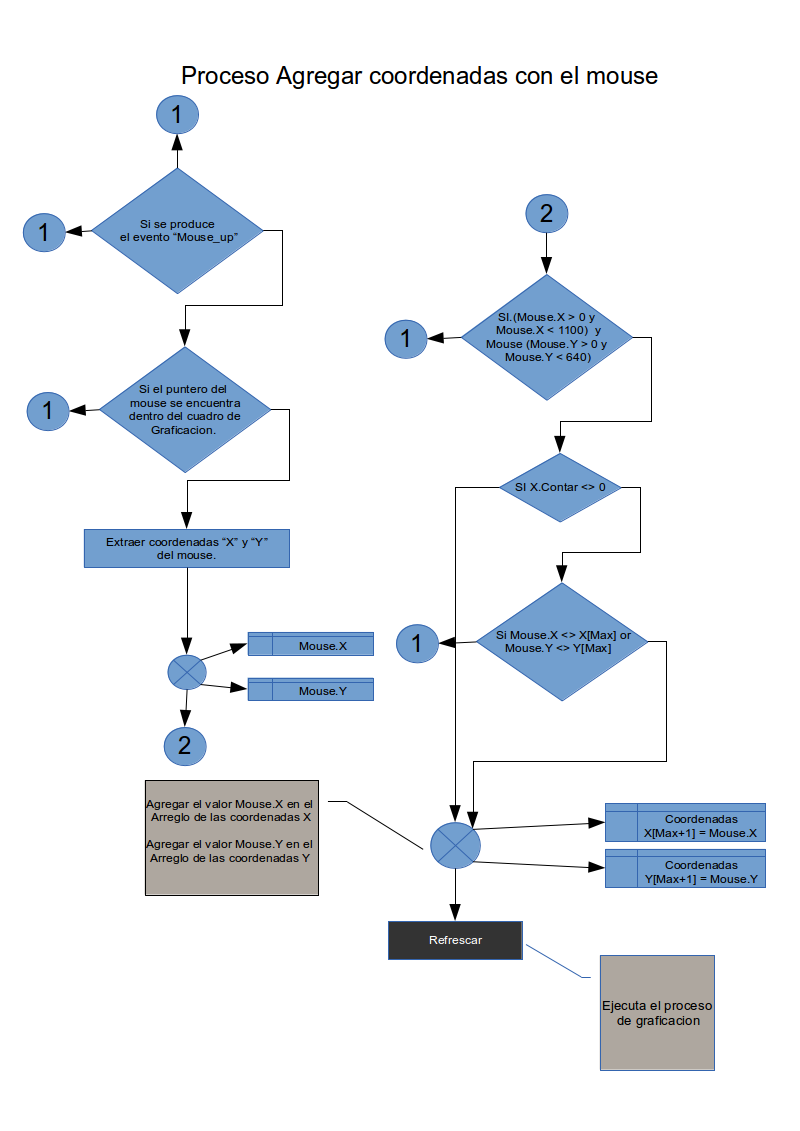 Proceso Agregar coordenadas con el mouse
1
Si se produce
el evento “Mouse_up”
1
Si el puntero del
mouse se encuentra
dentro del cuadro de
Graficacion.
1
Extraer coordenadas “X” y “Y”
del mouse.
Mouse.X
Mouse.Y
2
Agregar el valor Mouse.X en el
Arreglo de las coordenadas X
Agregar el valor Mouse.Y en el
Arreglo de las coordenadas Y
2
SI.(Mouse.X > 0 y
Mouse.X < 1100) y
Mouse (Mouse.Y > 0 y
Mouse.Y < 640)
1
SI X.Contar <> 0
Si Mouse.X <> X[Max] or
Mouse.Y <> Y[Max]
1
Coordenadas
X[Max+1] = Mouse.X
Coordenadas
Y[Max+1] = Mouse.Y
Refrescar
Ejecuta el proceso
de graficacion